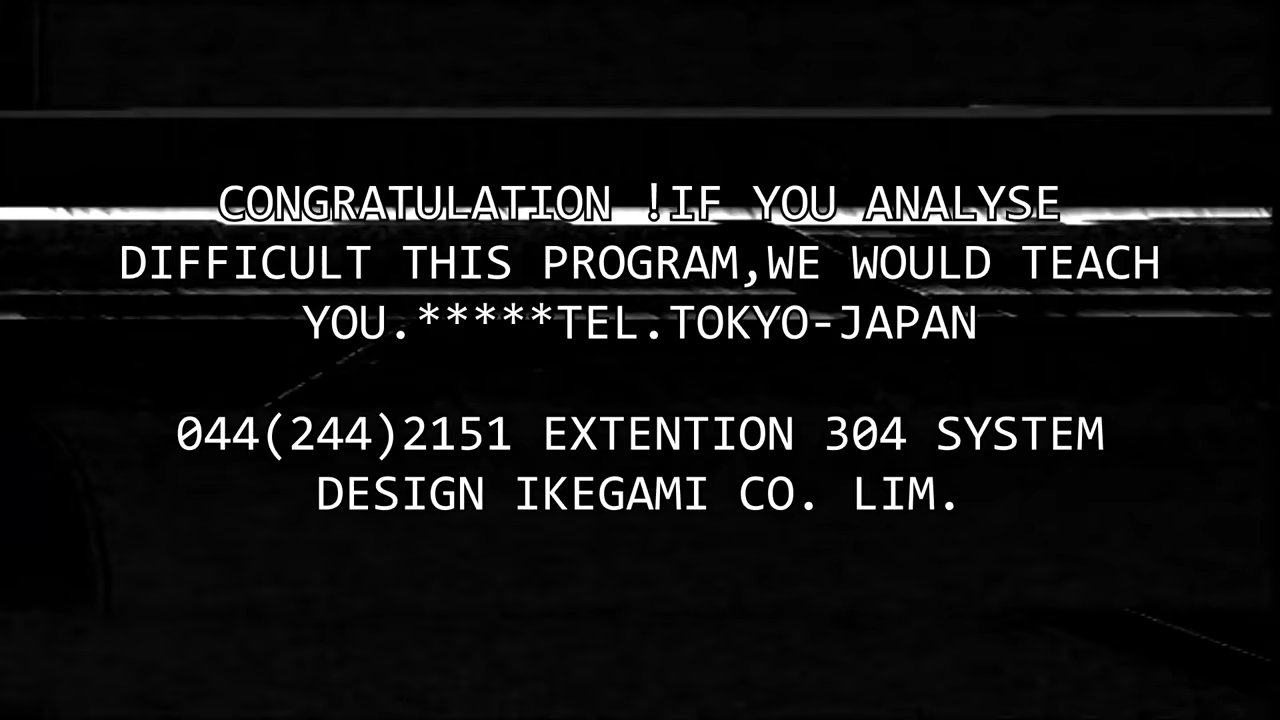 CONGRATULATION !IF YOU ANALYSE
DIFFICULT THIS PROGRAM,WE WOULD TEACH
YOU.*****TEL.TOKYO-JAPAN
044(244)2151 EXTENTION 304 SYSTEM
DESIGN IKEGAMI CO. LIM.